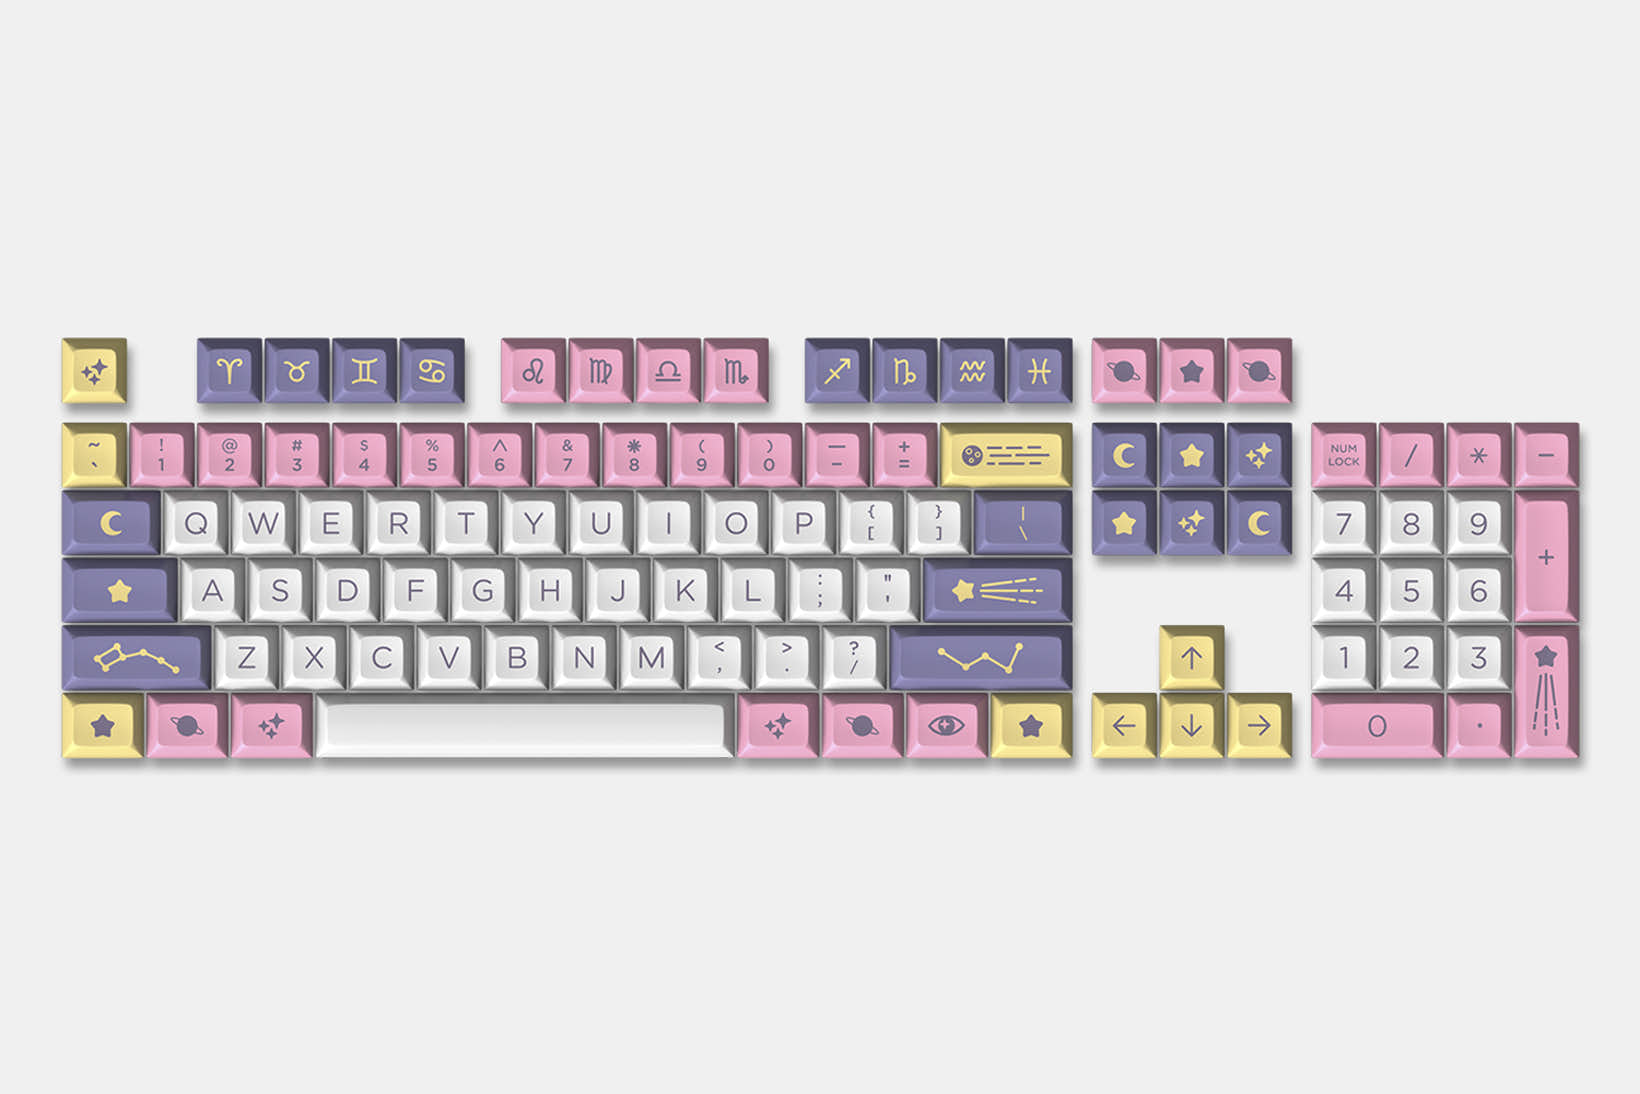 ♈ ♉ ♊ ♋ ♌ ♍ ♎ ♏ ♐ ♑ ♒ ♓
~ ! @ # $ % ^ & * ( ) — +
` 1 2 3 4 5 6 7 8 9 0 - =
NUM LOCK / * −
Q W E R T Y U I O P { [ } ] | \
7 8 9 +
A S D F G H J K L : ; " '
4 5 6
Z X C V B N M < , > . ? /
↑
1 2 3
← ↓ →
0 .